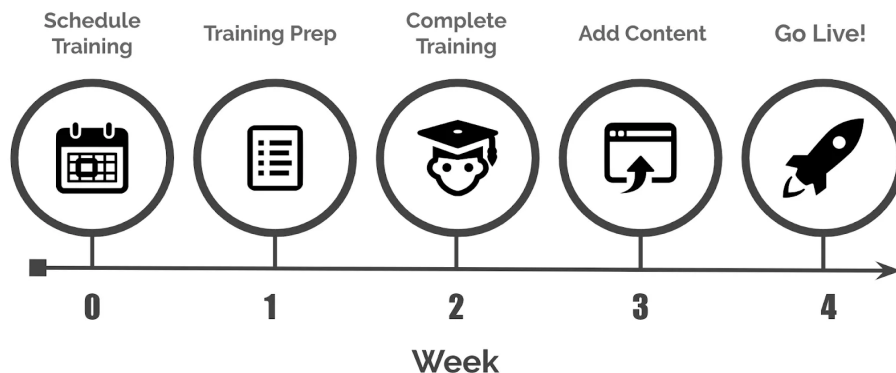 Schedule
Training
Training Prep
Complete
Training
Add Content
Go Live!
0
1
2
3
4
Week